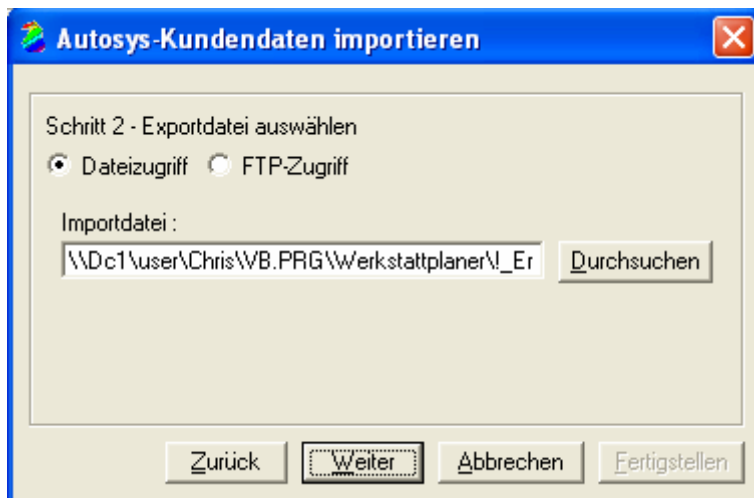 Autosys-Kundendaten importieren
Schritt 2 - Exportdatei auswählen
Dateizugriff FTP-Zugriff
Importdatei :
\\Dc1\user\Chris\VB.PRG\Werkstattplaner\!_Er Durchsuchen
Zurück Weiter Abbrechen Fertigstellen